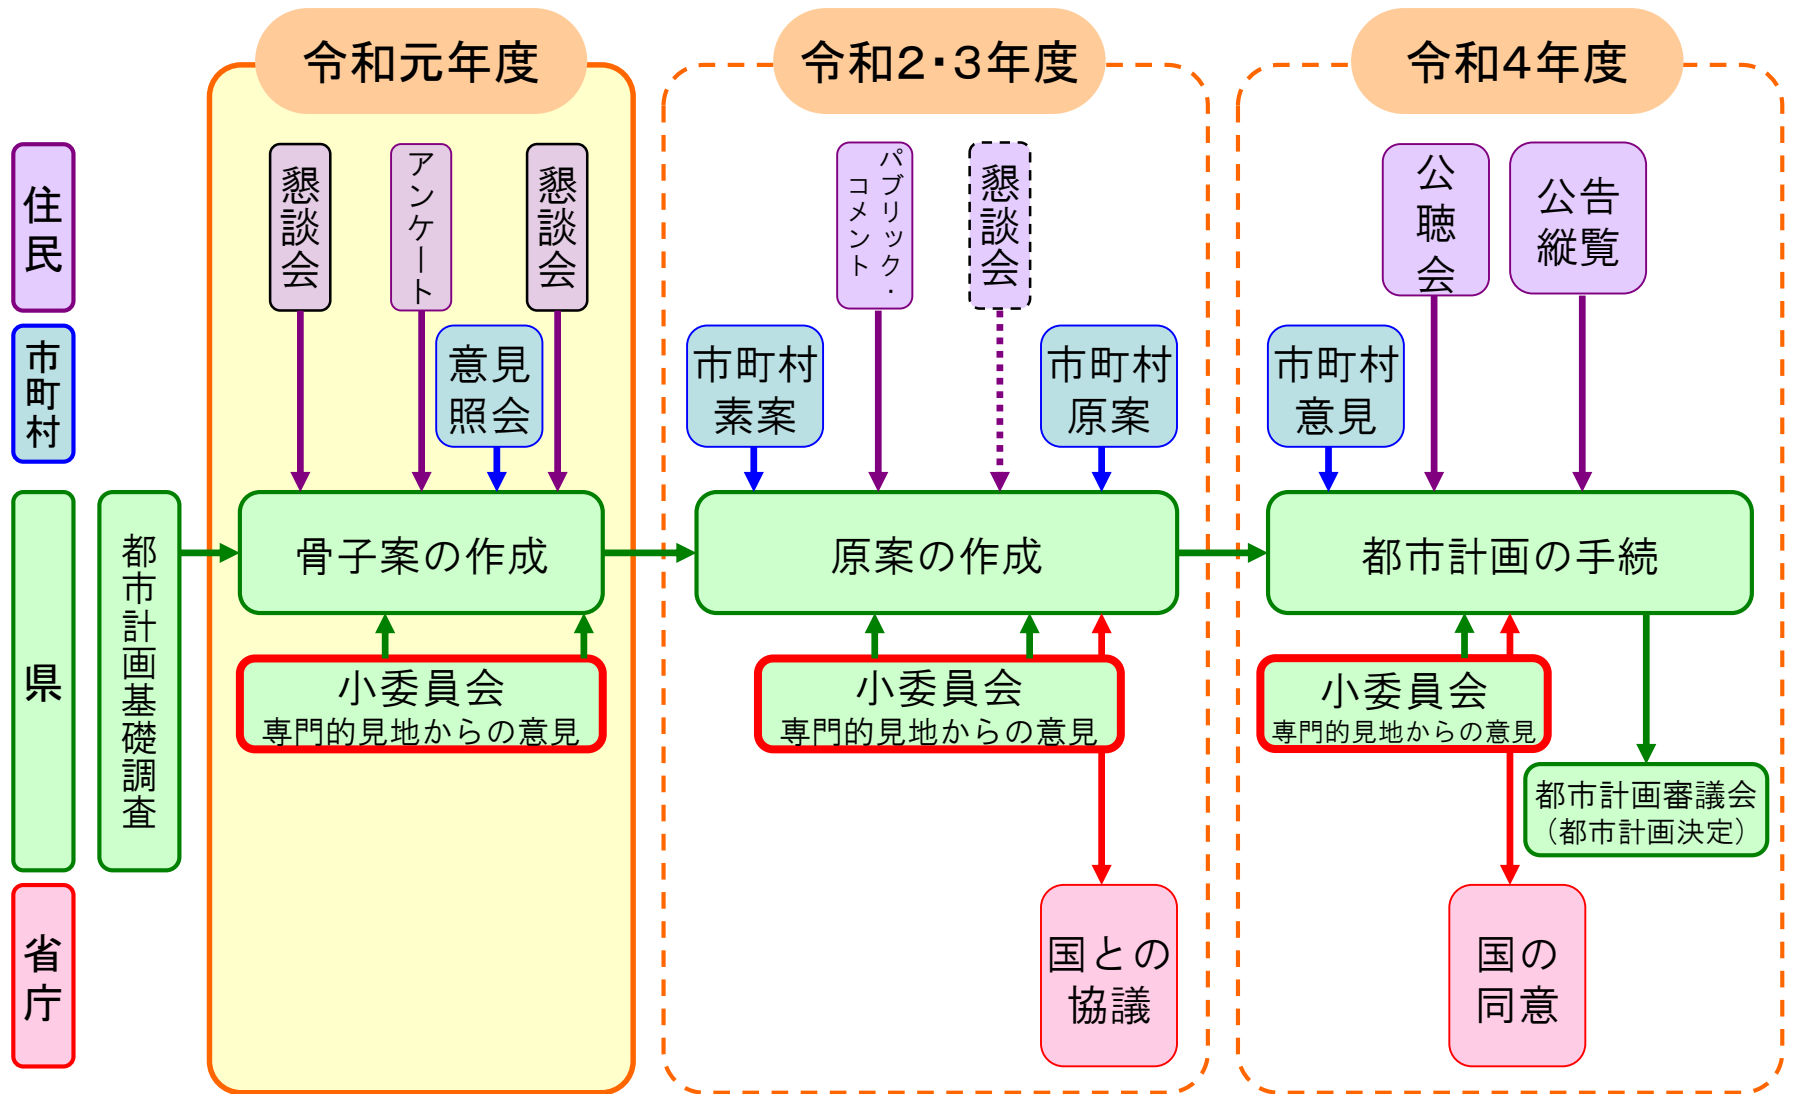 令和元年度
令和2・3年度
令和4年度
住民
懇談会
アンケート
懇談会
パブリック・
コメント
懇談会
公聴会
公告
縦覧
市町村
意見
照会
市町村
素案
市町村
原案
市町村
意見
県
都市計画基礎調査
骨子案の作成
原案の作成
都市計画の手続
小委員会
専門的見地からの意見
小委員会
専門的見地からの意見
小委員会
専門的見地からの意見
都市計画審議会
（都市計画決定）
省庁
国との
協議
国の
同意